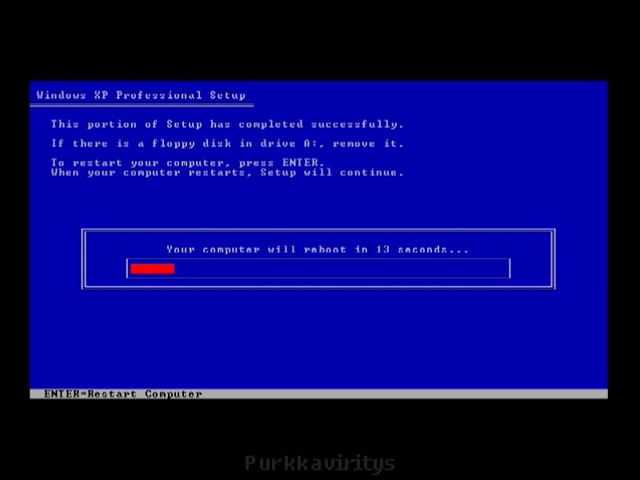 Windows XP Professional Setup
This portion of Setup has completed successfully.
If there is a floppy disk in drive A:, remove it.
To restart your computer, press ENTER.
When your computer restarts, Setup will continue.
Your computer will reboot in 13 seconds...
ENTER=Restart Computer
Purkkaviritys